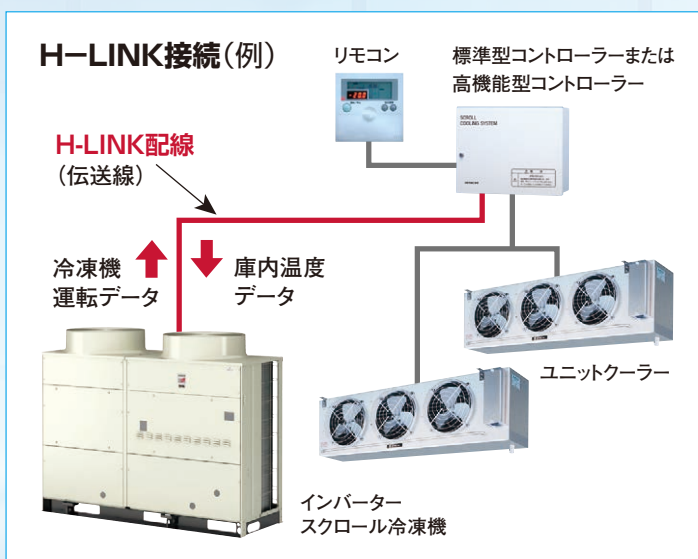 H－LINK接続（例）
リモコン
標準型コントローラーまたは
高機能型コントローラー
SCROLL
COOLING SYSTEM
H-LINK配線
（伝送線）
冷凍機
運転データ
庫内温度
データ
ユニットクーラー
インバーター
スクロール冷凍機